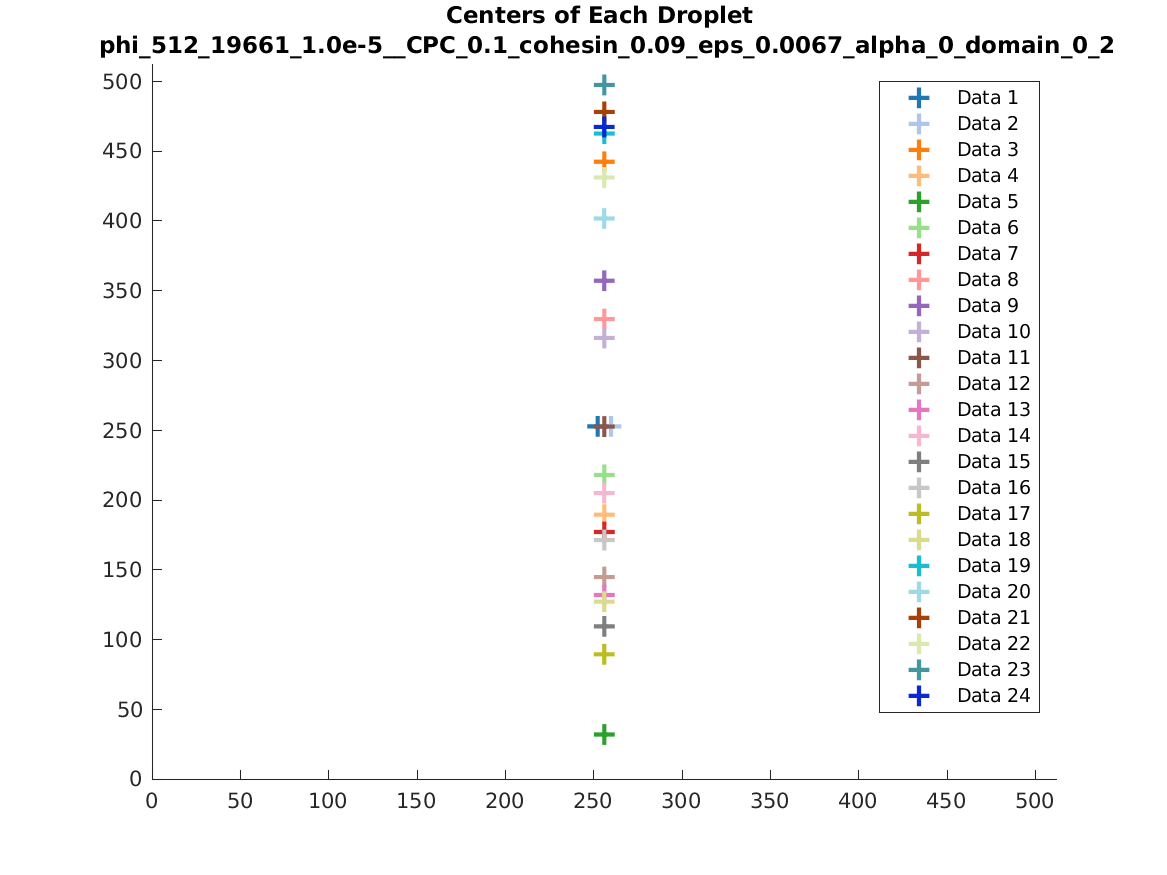 Centers of Each Droplet
phi_512_19661_1.0e-5__CPC_0.1_cohesin_0.09_eps_0.0067_alpha_0_domain_0_2
500
450
400
350
300
250
200
150
100
50
0
0 50 100 150 200 250 300 350 400 450 500
Data 1
Data 2
Data 3
Data 4
Data 5
Data 6
Data 7
Data 8
Data 9
Data 10
Data 11
Data 12
Data 13
Data 14
Data 15
Data 16
Data 17
Data 18
Data 19
Data 20
Data 21
Data 22
Data 23
Data 24